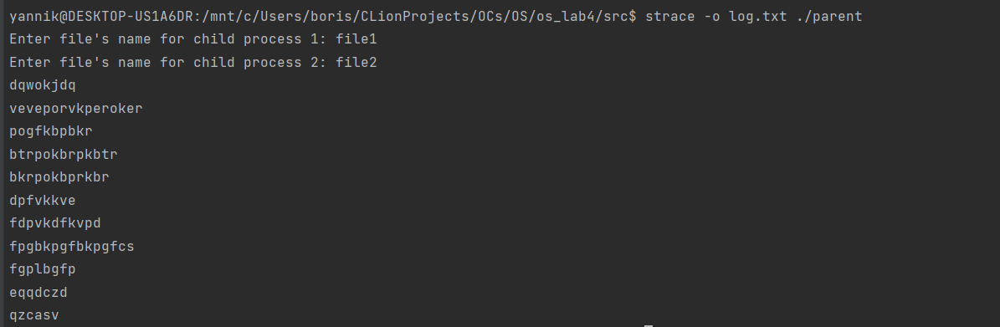 yannik@DESKTOP-US1A6DR:/mnt/c/Users/boris/CLionProjects/OCs/OS/os_lab4/src$ strace -o log.txt ./parent
Enter file's name for child process 1: file1
Enter file's name for child process 2: file2
dqwokjdq
veveporvkperoker
pogfkbpbkr
btrpokbrpkbtr
bkrpokbprkbr
dpfvkkve
fdpvkdfkvpd
fpgbkpgfbkpgfcs
fgplbgfp
eqqdczd
qzcasv